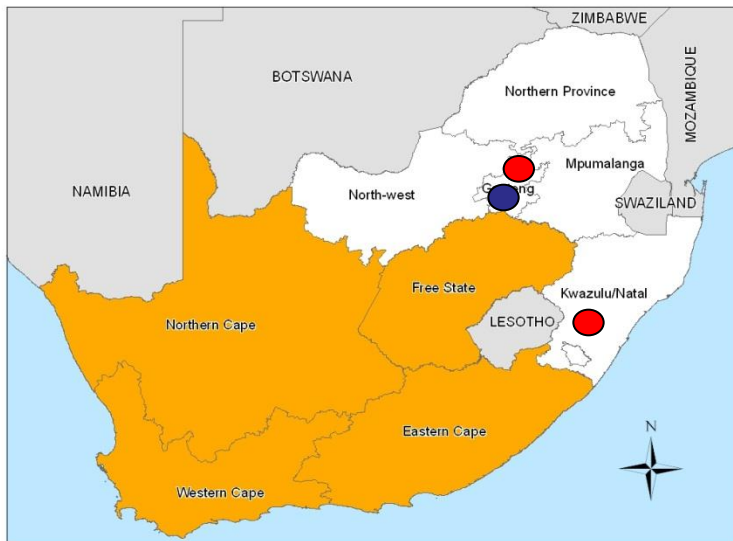 ZIMBABWE
BOTSWANA
MOZAMBIQUE
Northern Province
Mpumalanga
NAMIBIA
North-west
SWAZILAND
Free State
Kwazulu/Natal
LESOTHO
Northern Cape
Eastern Cape
N
Western Cape